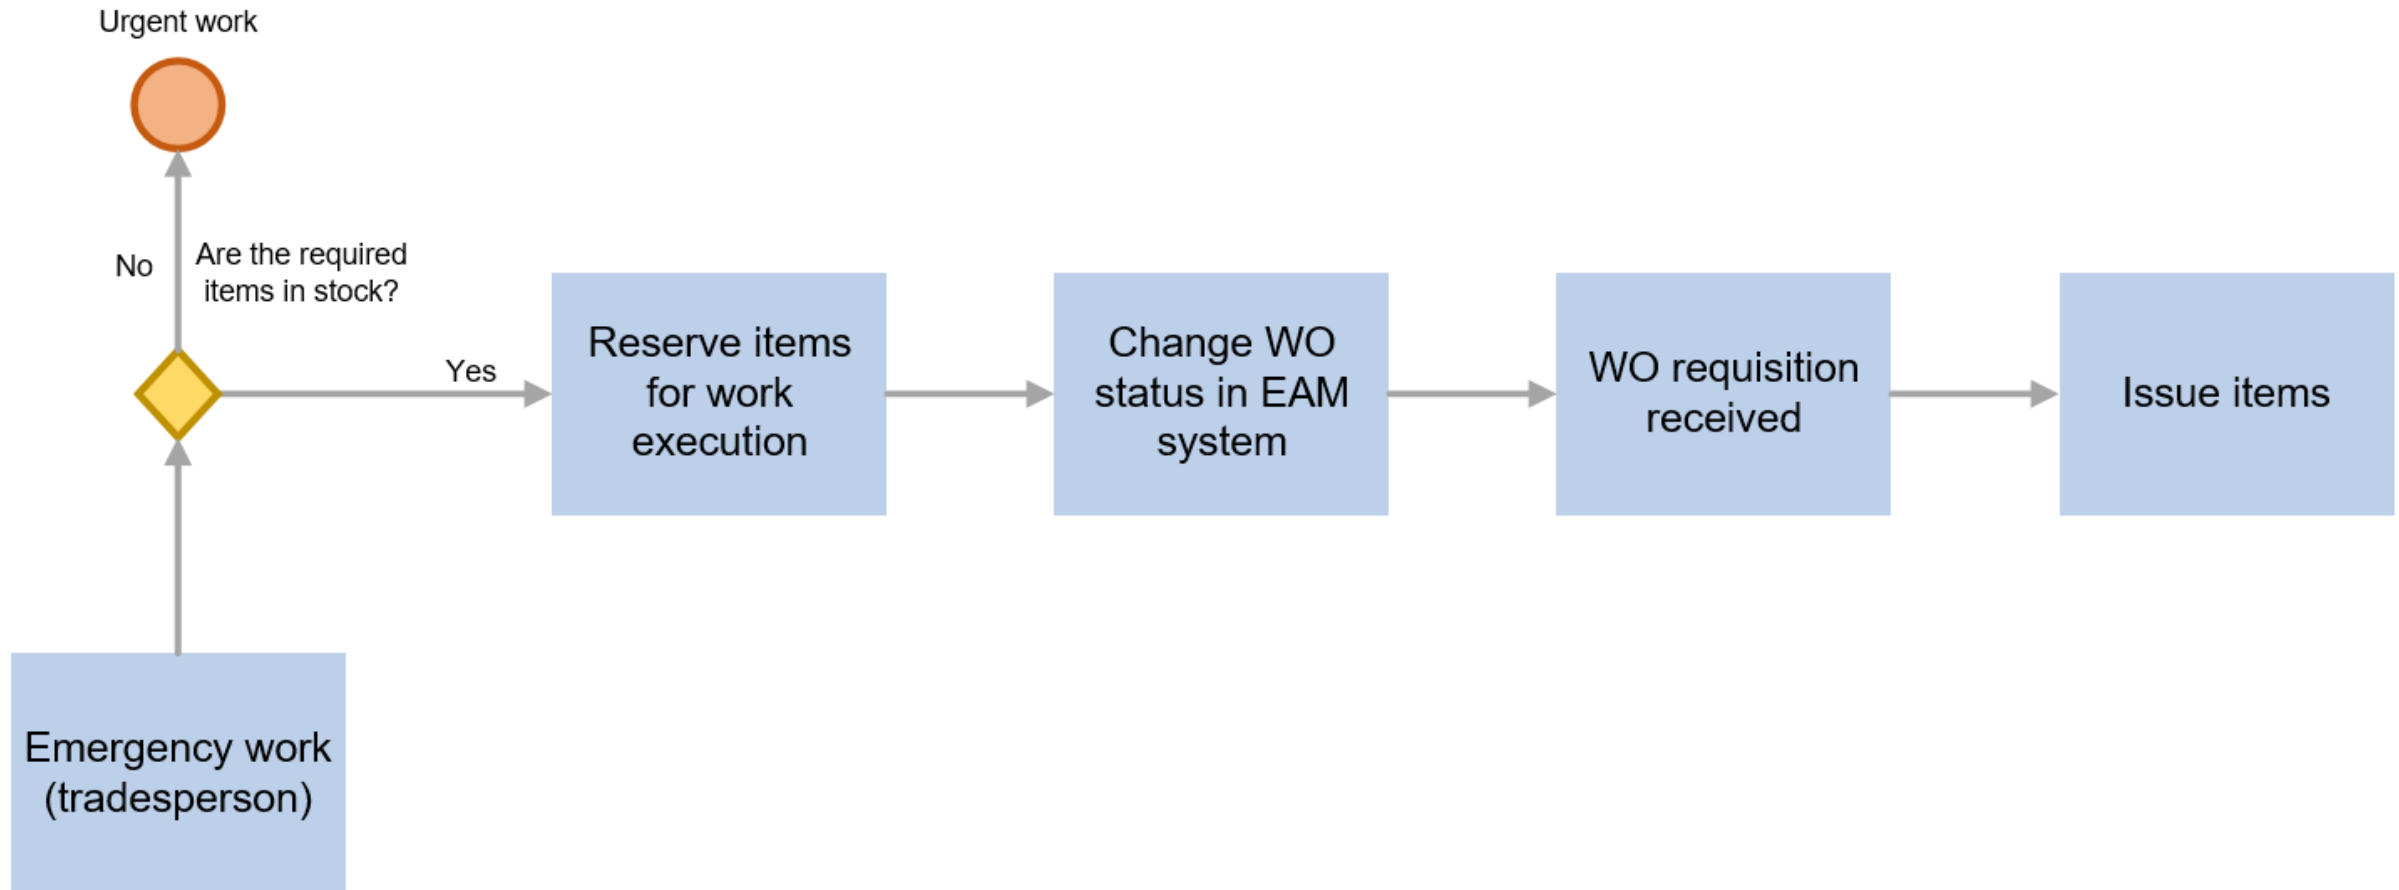 Urgent work
No
Are the required
items in stock?
Yes
Reserve items
for work
execution
Change WO
status in EAM
system
WO requisition
received
Issue items
Emergency work
(tradesperson)